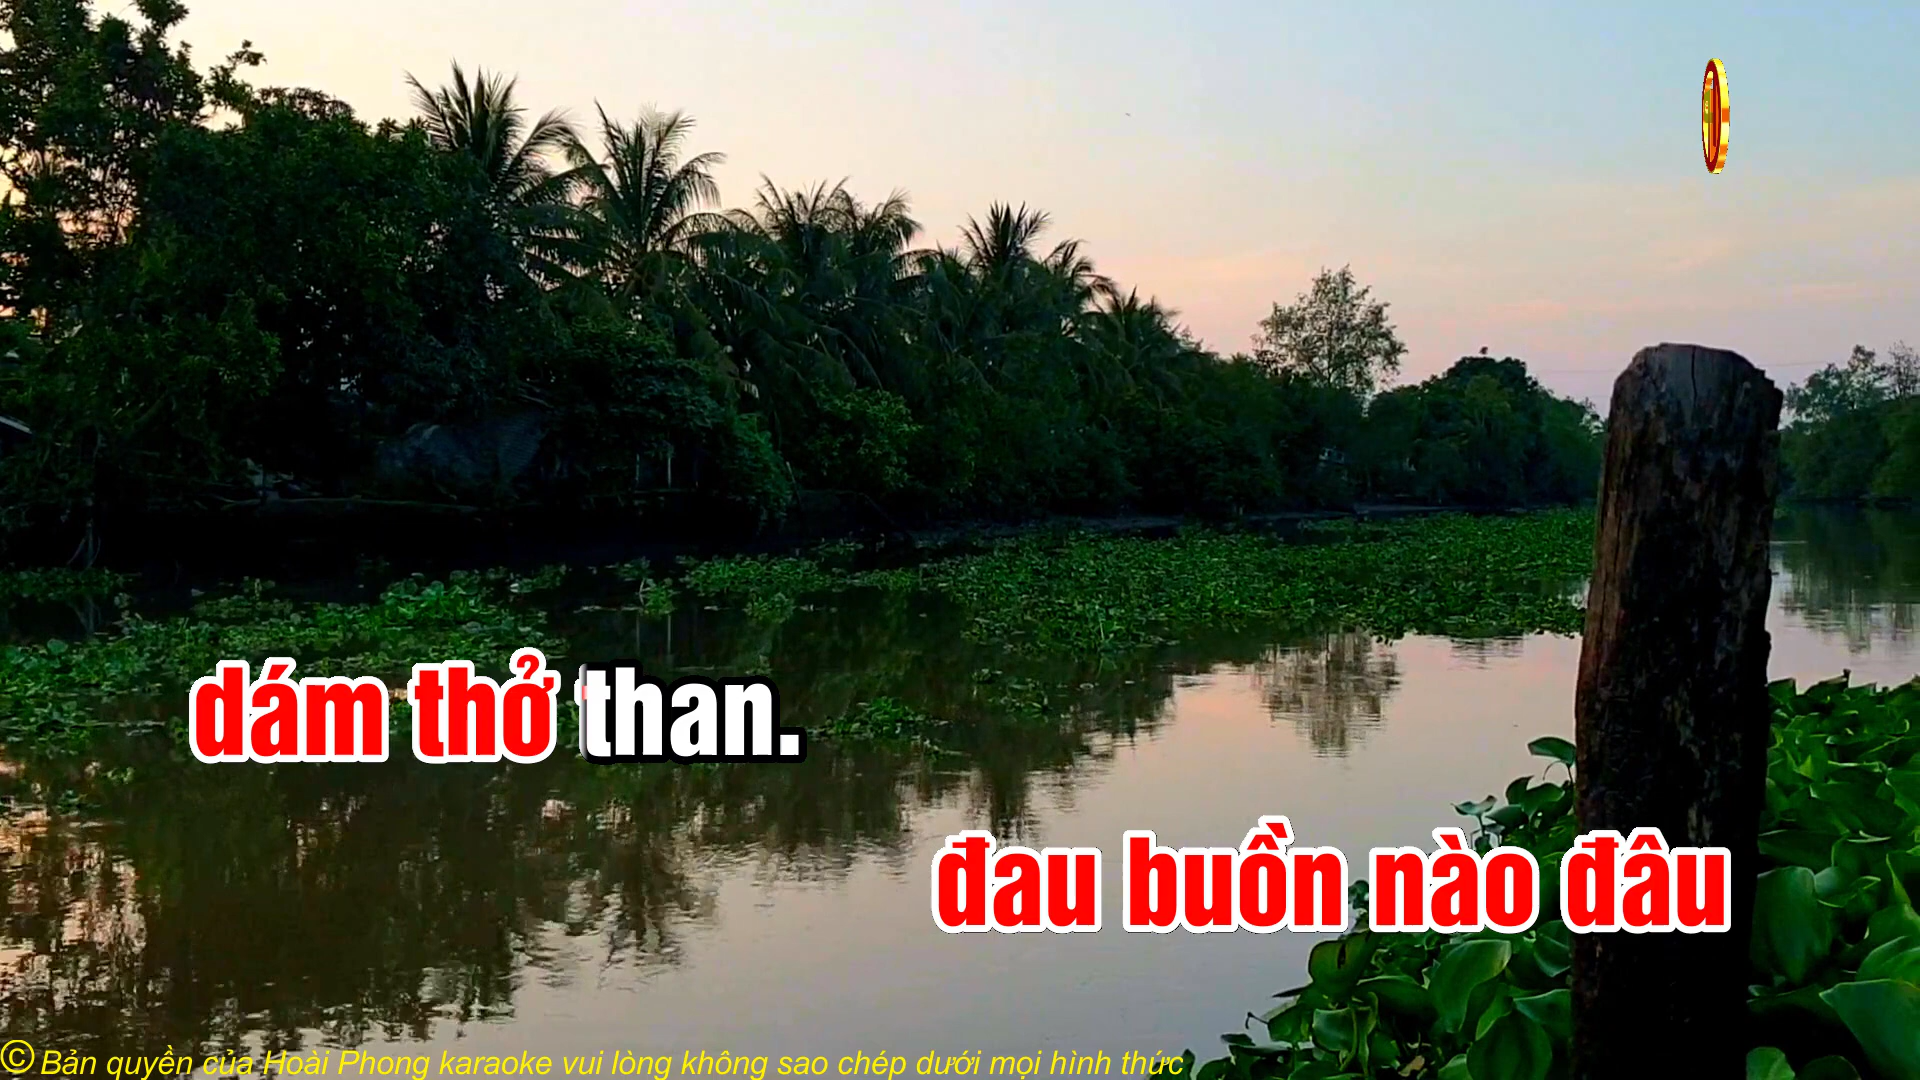 dám thở than.
đau buồn nào đâu
© Bản quyền của Hoài Phong karaoke vui lòng không sao chép dưới mọi hình thức